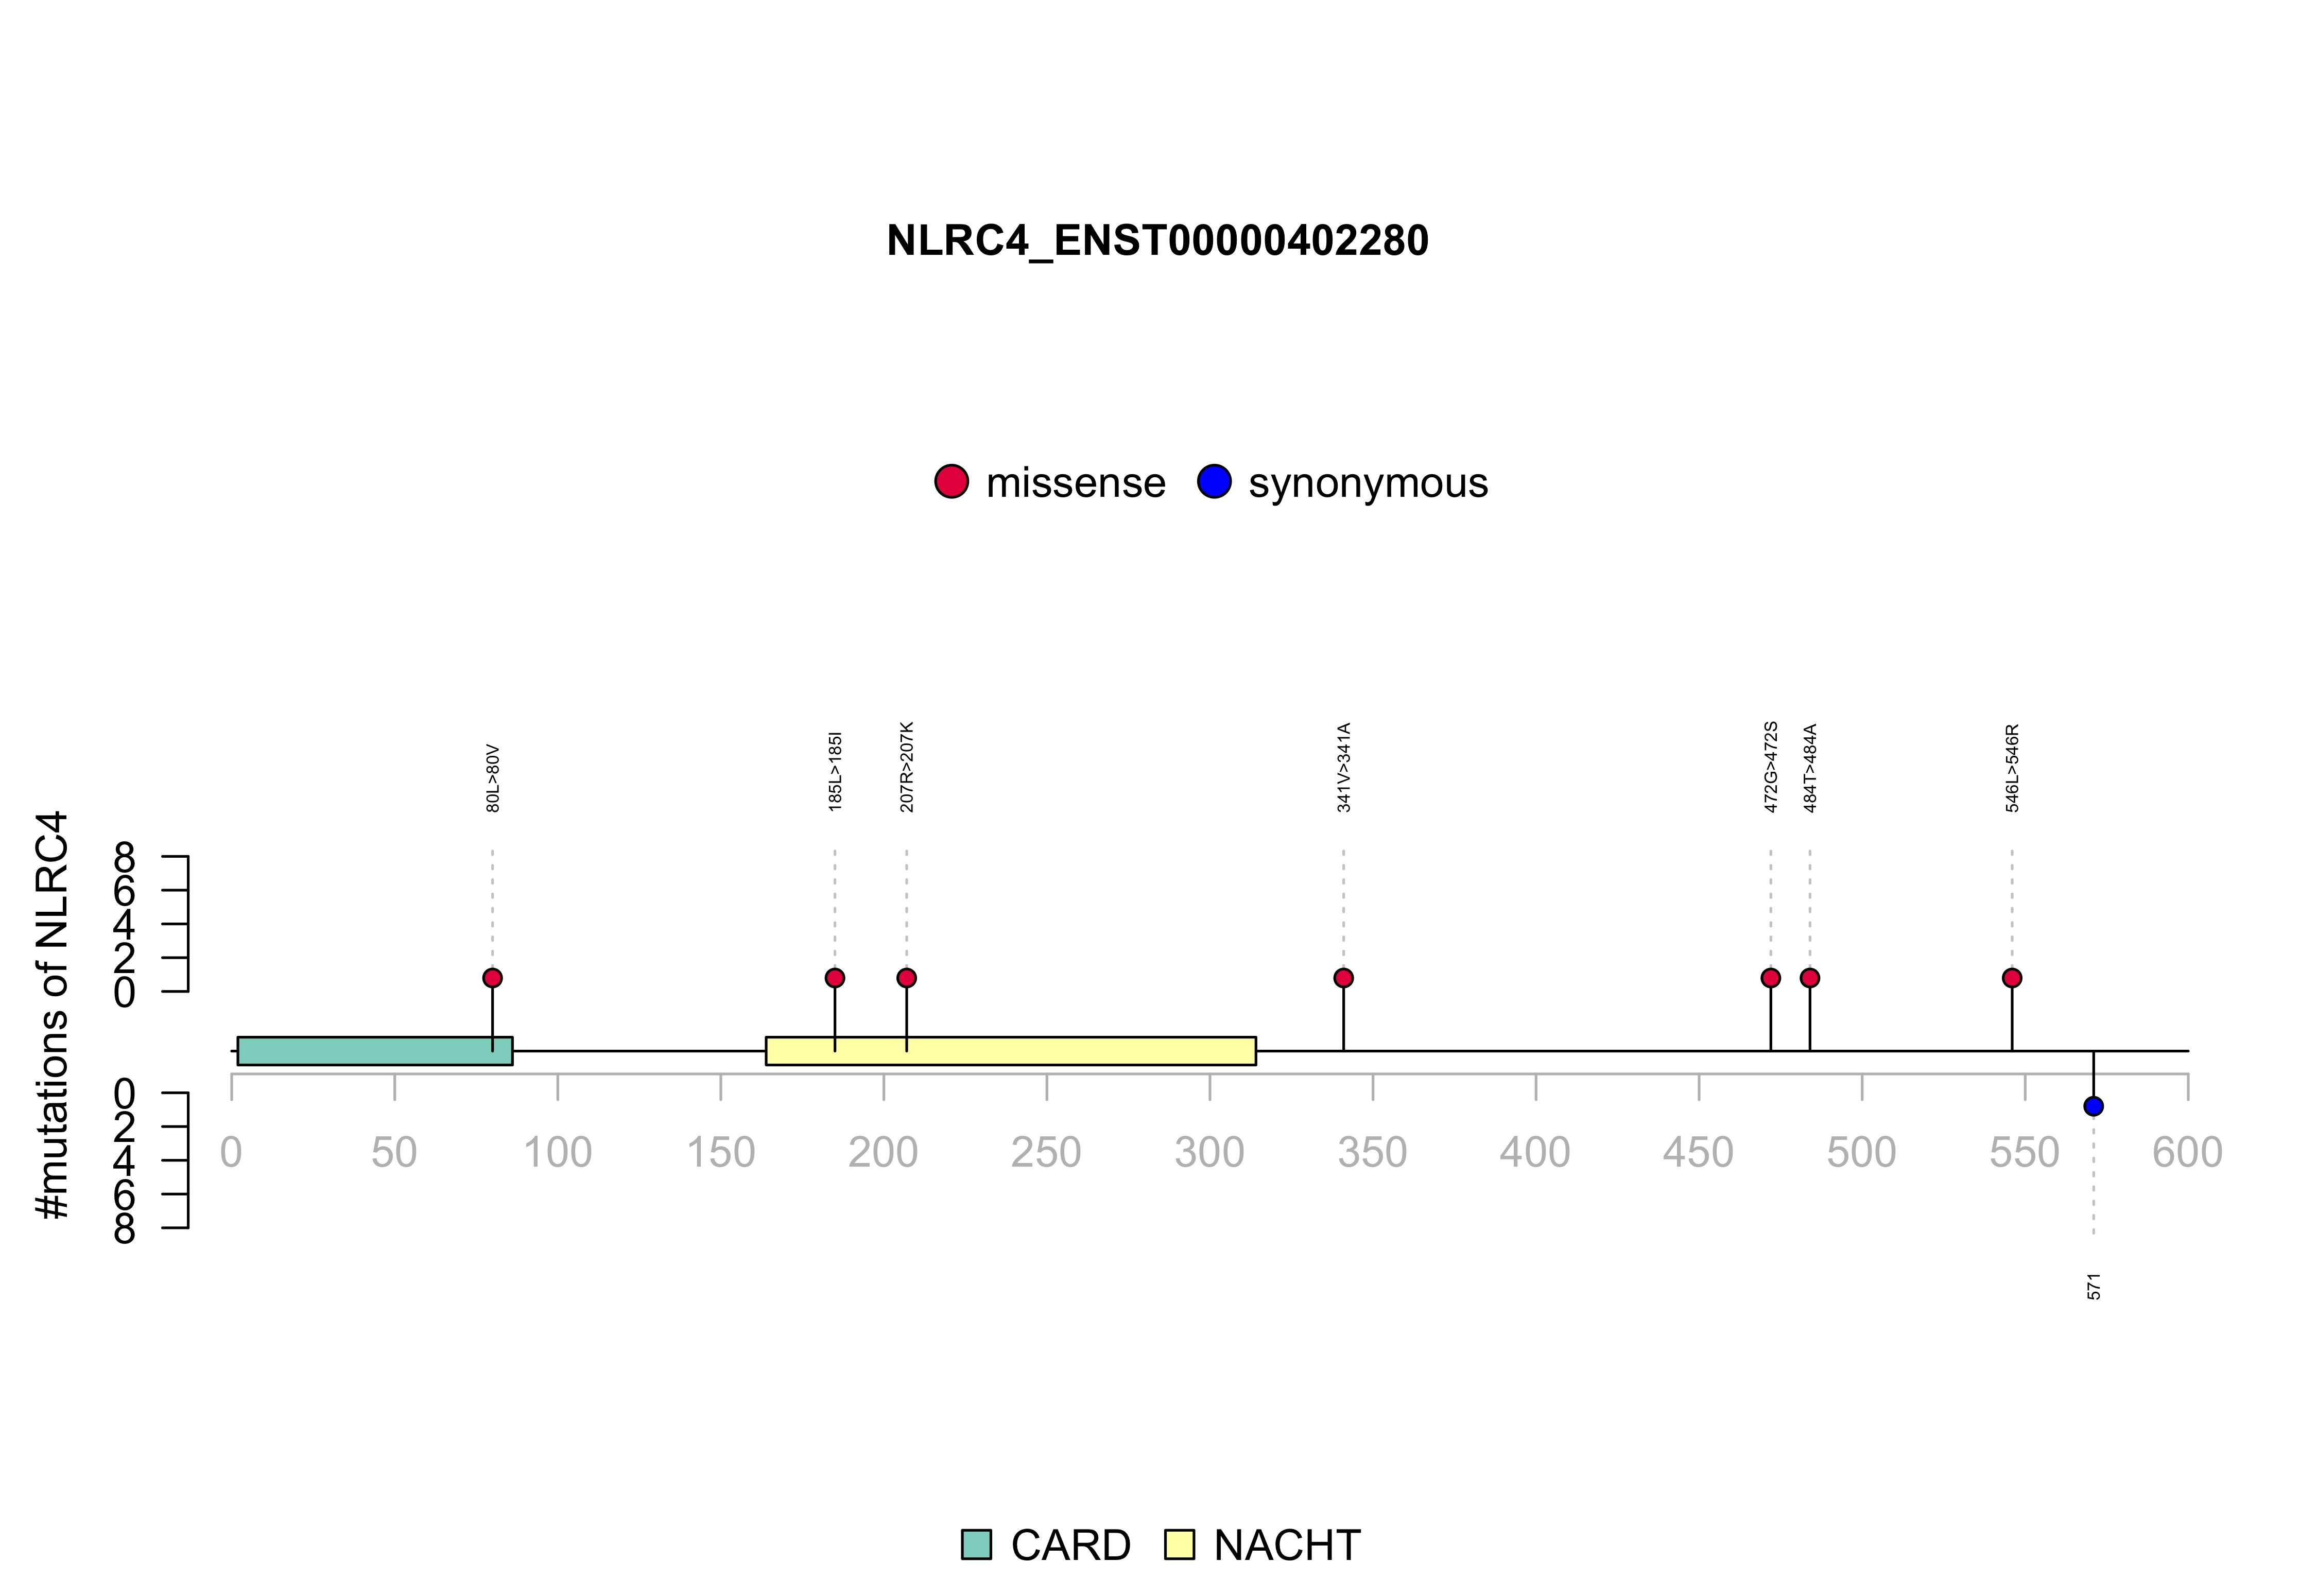 NLRC4_ENST00000402280
missense synonymous
80L>80V
185L>185I
207R>207K
341V>341A
472G>472S
484T>484A
546L>546R
#mutations of NLRC4
8
6
4
2
0
0
2
4
6
8
0 50 100 150 200 250 300 350 400 450 500 550 600
571
CARD NACHT